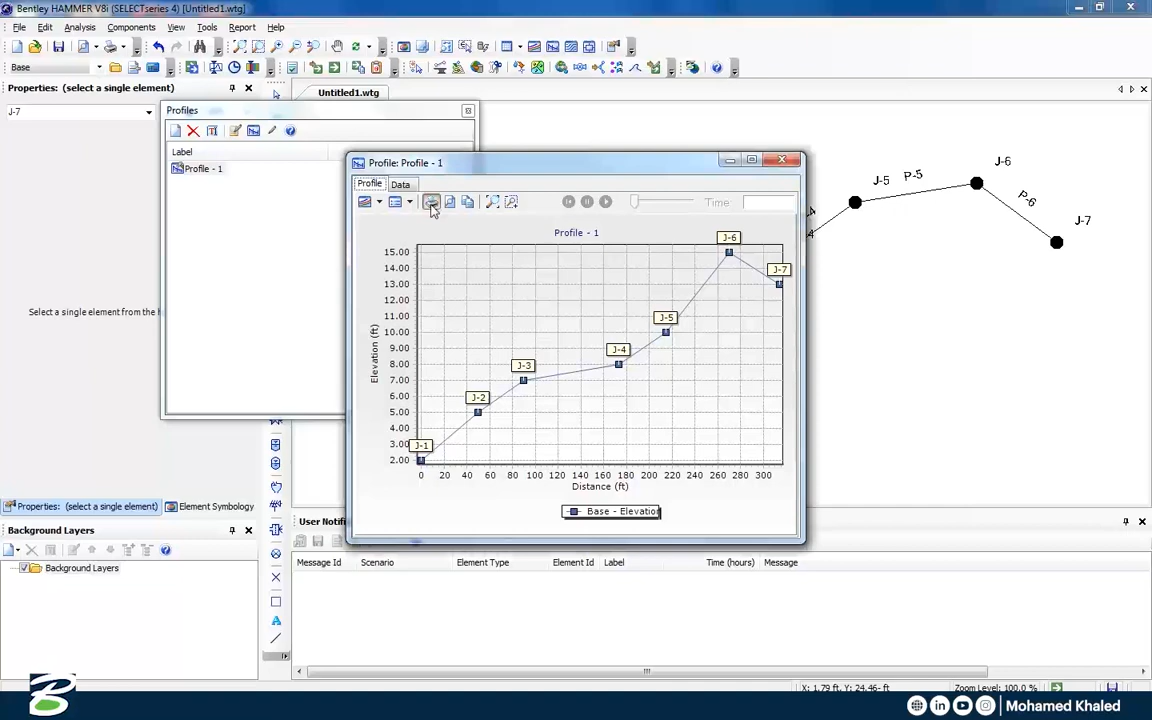 Bentley HAMMER V8i (SELECTseries 4) [Untitled1.wtg]
File Edit Analysis Components View Tools Report Help
Base
Properties: (select a single element)
Untitled1.wtg
J-7
Profiles
Label
Profile - 1
Select a single element from the
Profile: Profile - 1
Profile Data
Time:
Profile - 1
15.00
14.00
13.00
12.00
11.00
10.00
9.00
8.00
7.00
6.00
5.00
4.00
3.00
2.00
Elevation (ft)
J-1
J-2
J-3
J-4
J-5
J-6
J-7
0 20 40 60 80 100 120 140 160 180 200 220 240 260 280 300
Distance (ft)
Base - Elevation
J-5
P-5
J-6
P-6
J-7
Properties: (select a single element)
Element Symbology
Background Layers
Background Layers
User Notifi
Message Id Scenario Element Type Element Id Label Time (hours) Message
X: 1.79 ft, Y: 24.46- ft
Zoom Level: 100.0 %
Mohamed Khaled